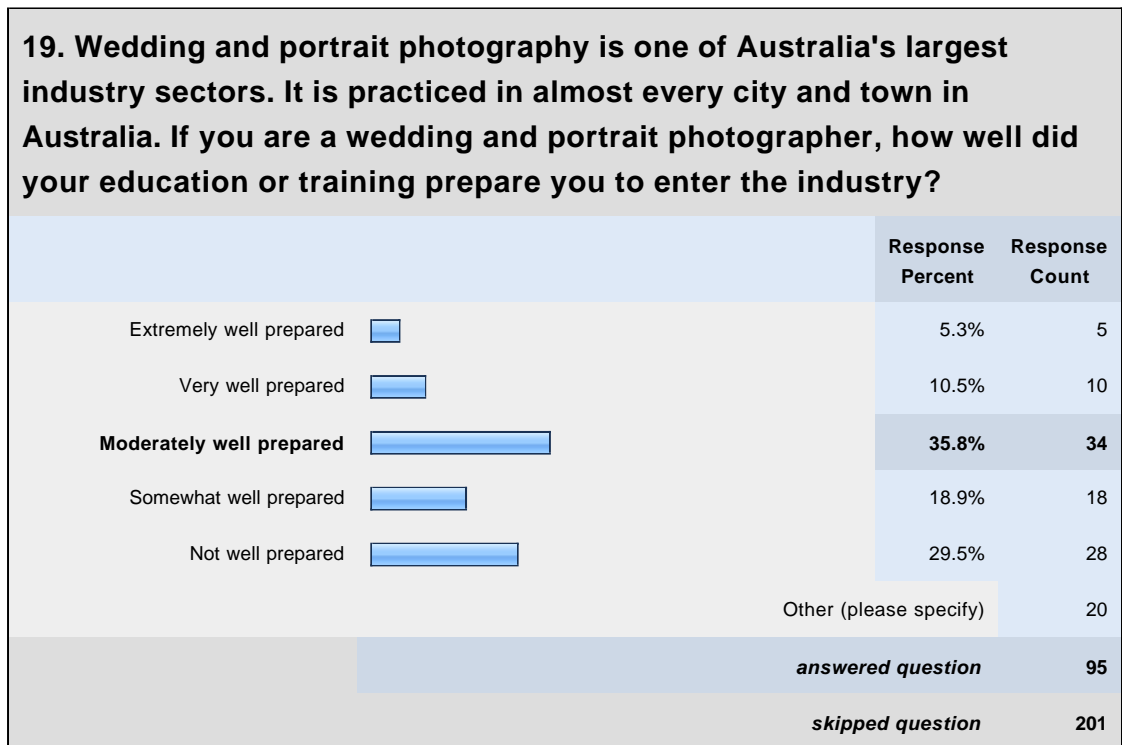 19. Wedding and portrait photography is one of Australia's largest
industry sectors. It is practiced in almost every city and town in
Australia. If you are a wedding and portrait photographer, how well did
your education or training prepare you to enter the industry?
Response Percent Response Count
Extremely well prepared 5.3% 5
Very well prepared 10.5% 10
Moderately well prepared 35.8% 34
Somewhat well prepared 18.9% 18
Not well prepared 29.5% 28
Other (please specify) 20
answered question 95
skipped question 201